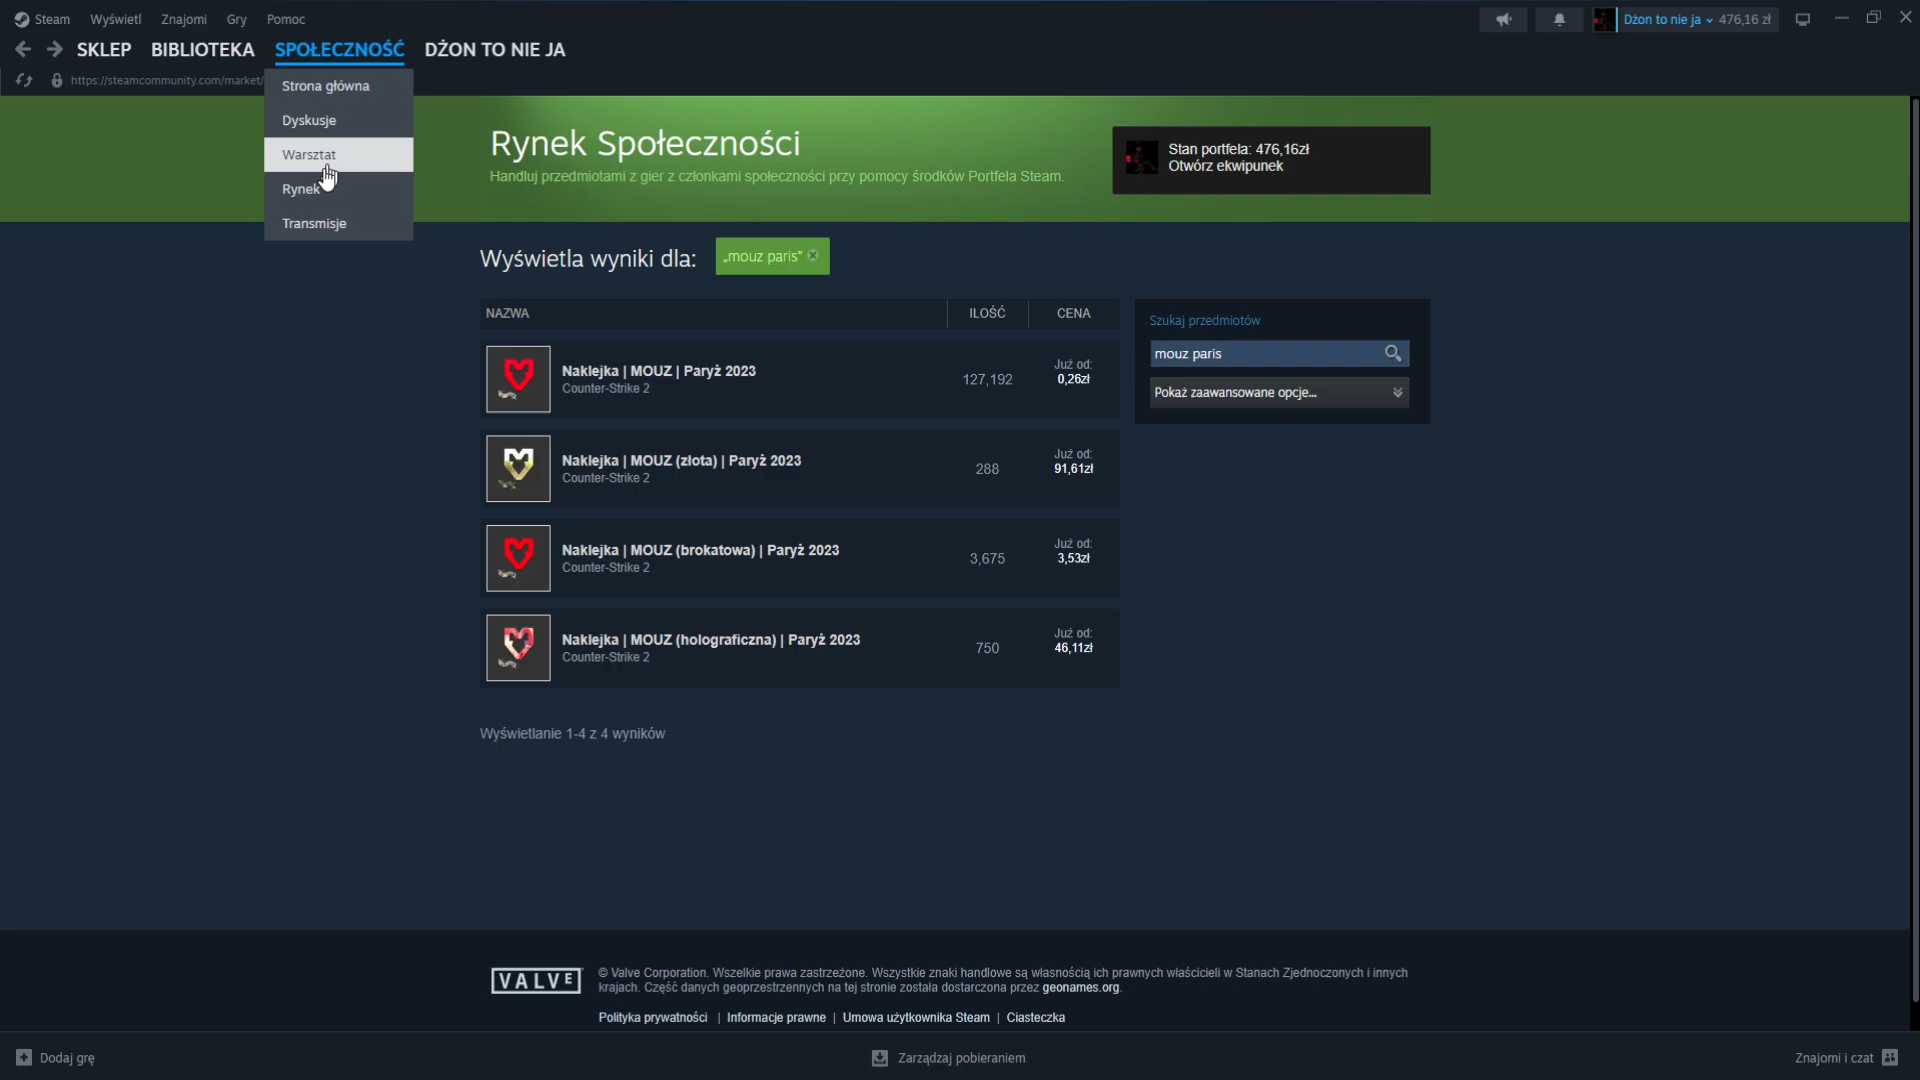 Steam Wyświetl Znajomi Gry Pomoc Dżon to nie ja 476,16 zł
SKLEP BIBLIOTEKA SPOŁECZNOŚĆ DŻON TO NIE JA
https://steamcommunity.com/market/
Strona główna
Dyskusje
Warsztat
Rynek
Transmisje
Rynek Społeczności
Handluj przedmiotami z gier z członkami społeczności przy pomocy środków Portfela Steam.
Stan portfela: 476,16zł
Otwórz ekwipunek
Wyświetla wyniki dla: „mouz paris”
NAZWA ILOŚĆ CENA
Naklejka | MOUZ | Paryż 2023
Counter-Strike 2
127,192
Już od:
0,26zł
Naklejka | MOUZ (złota) | Paryż 2023
Counter-Strike 2
288
Już od:
91,61zł
Naklejka | MOUZ (brokatowa) | Paryż 2023
Counter-Strike 2
3,675
Już od:
3,53zł
Naklejka | MOUZ (holograficzna) | Paryż 2023
Counter-Strike 2
750
Już od:
46,11zł
Wyświetlanie 1-4 z 4 wyników
Szukaj przedmiotów
mouz paris
Pokaż zaawansowane opcje...
VALVE
© Valve Corporation. Wszelkie prawa zastrzeżone. Wszystkie znaki handlowe są własnością ich prawnych właścicieli w Stanach Zjednoczonych i innych
krajach. Część danych geoprzestrzennych na tej stronie została dostarczona przez geonames.org.
Polityka prywatności | Informacje prawne | Umowa użytkownika Steam | Ciasteczka
Dodaj grę Zarządzaj pobieraniem Znajomi i czat